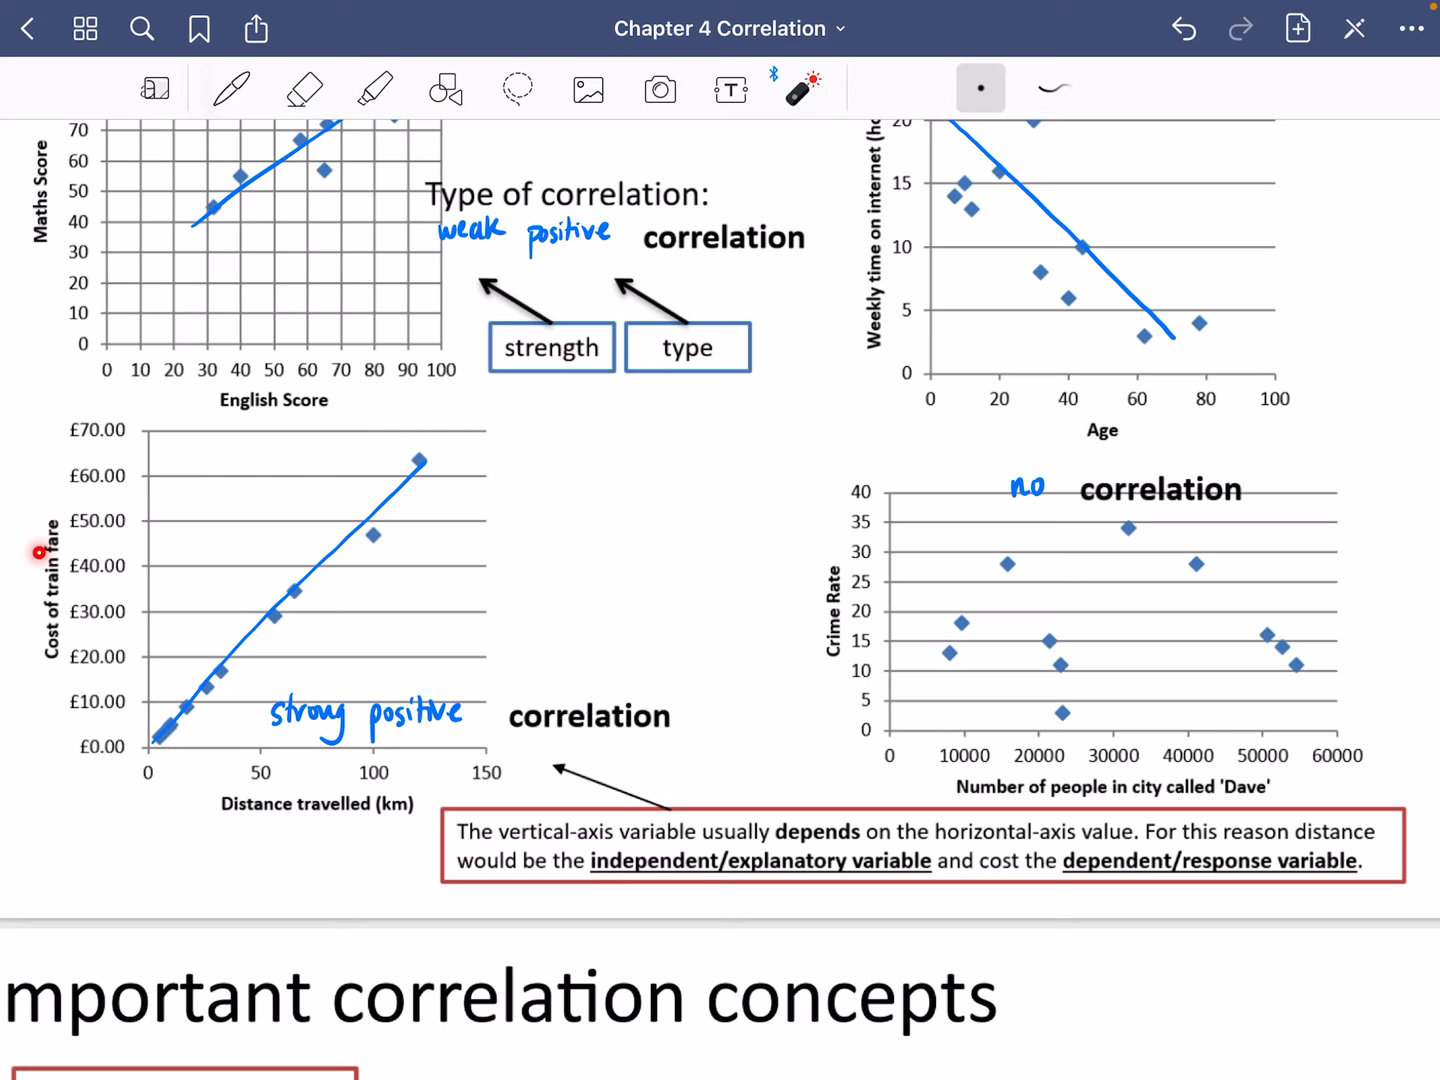 Chapter 4 Correlation
T
Maths Score
70
60
50
40
30
20
10
0
0 10 20 30 40 50 60 70 80 90 100
English Score
Type of correlation:
weak positive correlation
strength type
Weekly time on internet
20
15
10
5
0
0 20 40 60 80 100
Age
Cost of train fare
£70.00
£60.00
£50.00
£40.00
£30.00
£20.00
£10.00
£0.00
0 50 100 150
Distance travelled (km)
strong positive correlation
no correlation
Crime Rate
40
35
30
25
20
15
10
5
0
0 10000 20000 30000 40000 50000 60000
Number of people in city called 'Dave'
The vertical-axis variable usually depends on the horizontal-axis value. For this reason distance
would be the independent/explanatory variable and cost the dependent/response variable.
mportant correlation concepts